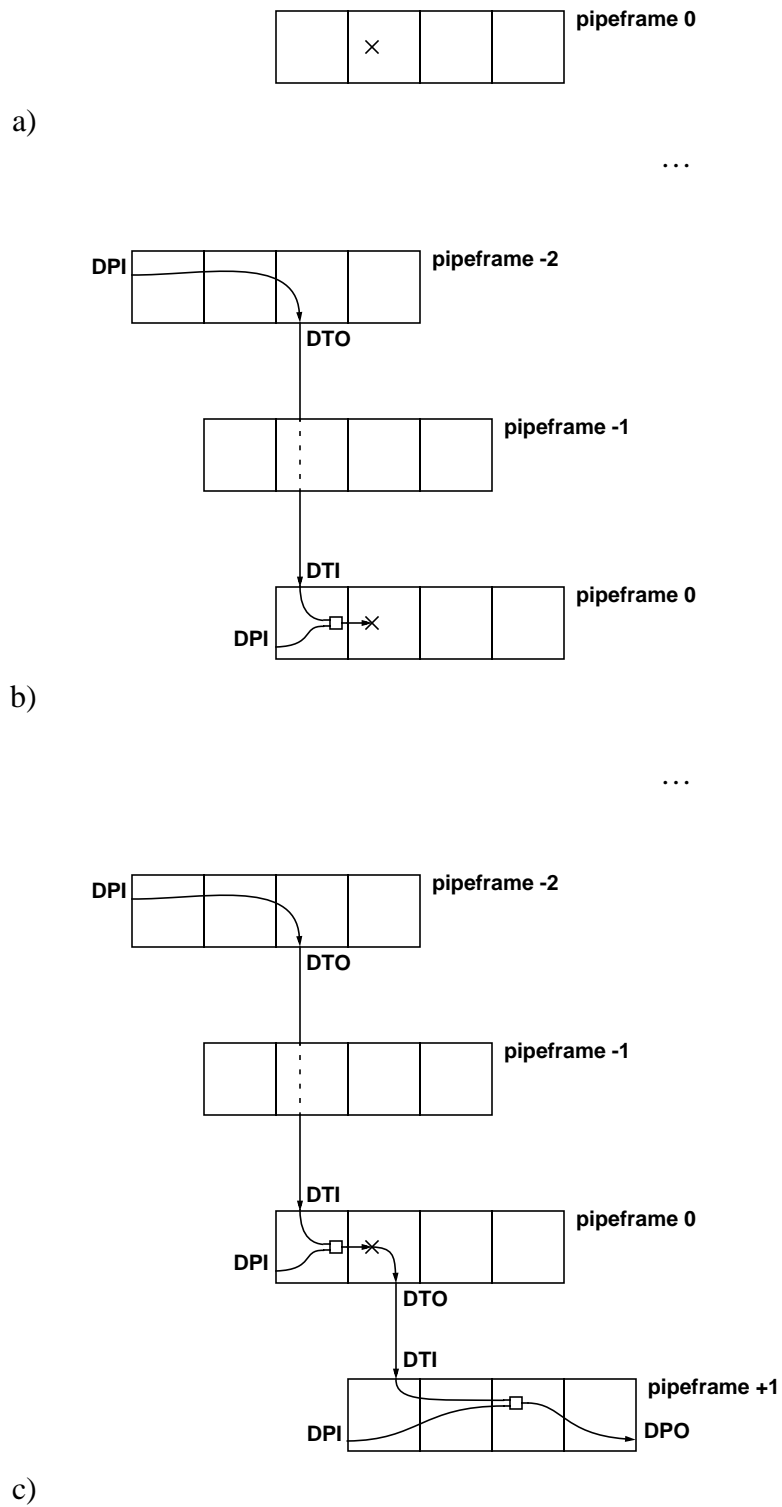 pipeframe 0
a)
...
pipeframe -2
DPI
DTO
pipeframe -1
DTI
pipeframe 0
DPI
b)
...
pipeframe -2
DPI
DTO
pipeframe -1
DTI
pipeframe 0
DPI
DTO
DTI
pipeframe +1
DPI
DPO
c)